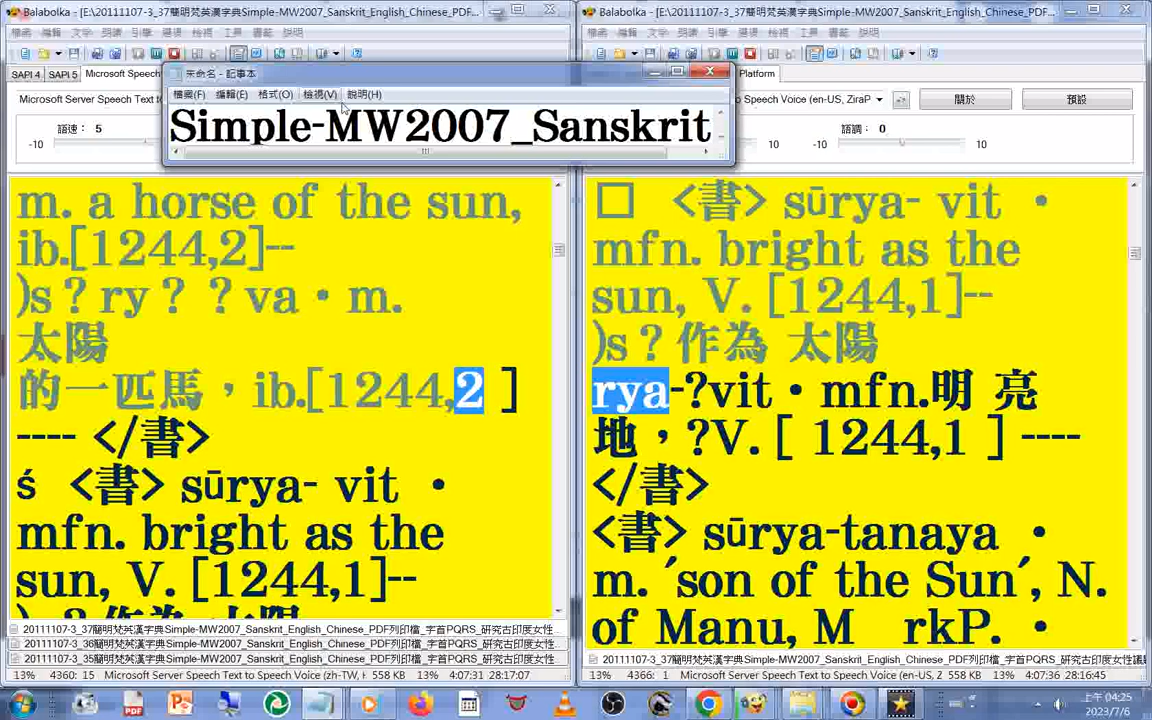 Balabolka - [E:\20111107-3_37簡明梵英漢字典Simple-MW2007_Sanskrit_English_Chinese_PDF...
Balabolka - [E:\20111107-3_37簡明梵英漢字典Simple-MW2007_Sanskrit_English_Chinese_PDF...
SAPI 4 SAPI 5 Microsoft Speech Platform
Microsoft Server Speech Text to Speech Voice (en-US, ZiraP
關於 預設
語速： 5
語調： 0
-10
10 -10 10
未命名 - 記事本
檔案(F) 編輯(E) 格式(O) 檢視(V) 說明(H)
Simple-MW2007_Sanskrit
m. a horse of the sun,
ib.[1244,2]--
)s？ry？ ？va・m.
太陽
的一匹馬，ib.[1244,2 ]
---- </書>
ś <書> sūrya- vit ・
mfn. bright as the
sun, V. [1244,1]--
)s？作為 太陽
□ <書> sūrya- vit ・
mfn. bright as the
sun, V. [1244,1]--
)s？作為 太陽
rya-?vit・mfn.明 亮
地，?V. [ 1244,1 ] ----
</書>
<書> sūrya-tanaya ・
m. ´son of the Sun´, N.
of Manu, M rkP. ・
20111107-3_37簡明梵英漢字典Simple-MW2007_Sanskrit_English_Chinese_PDF列印檔_字首PQRS_研究古印度女性...
20111107-3_36簡明梵英漢字典Simple-MW2007_Sanskrit_English_Chinese_PDF列印檔_字首PQRS_研究古印度女性...
20111107-3_35簡明梵英漢字典Simple-MW2007_Sanskrit_English_Chinese_PDF列印檔_字首PQRS_研究古印度女性...
13% 4360: 15 Microsoft Server Speech Text to Speech Voice (zh-TW, H 558 KB 4:07:31 28:17:07
20111107-3_37簡明梵英漢字典Simple-MW2007_Sanskrit_English_Chinese_PDF列印檔_字首PQRS_研究古印度女性議
13% 4366: 1 Microsoft Server Speech Text to Speech Voice (en-US, Z 558 KB 4:07:36 28:16:45
上午 04:25
2023/7/6